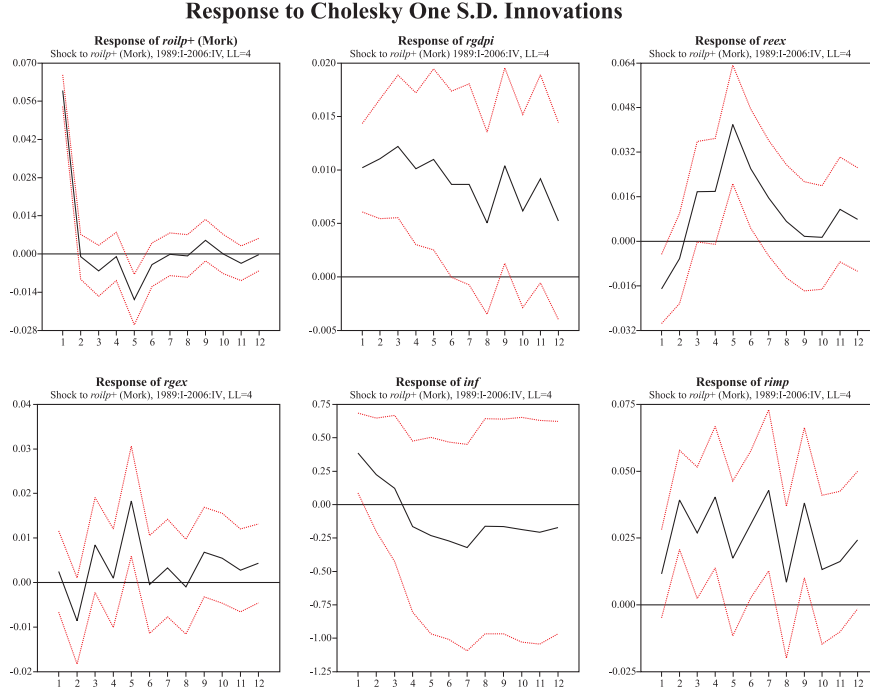 Response to Cholesky One S.D. Innovations
Response of roilp+ (Mork)
Shock to roilp+ (Mork), 1989:I-2006:IV, LL=4
0.070
0.056
0.042
0.028
0.014
0.000
-0.014
-0.028
1 2 3 4 5 6 7 8 9 10 11 12
Response of rgdpi
Shock to roilp+ (Mork), 1989:I-2006:IV, LL=4
0.020
0.015
0.010
0.005
0.000
-0.005
1 2 3 4 5 6 7 8 9 10 11 12
Response of reex
Shock to roilp+ (Mork), 1989:I-2006:IV, LL=4
0.064
0.048
0.032
0.016
0.000
-0.016
-0.032
1 2 3 4 5 6 7 8 9 10 11 12
Response of rgex
Shock to roilp+ (Mork), 1989:I-2006:IV, LL=4
0.04
0.03
0.02
0.01
0.00
-0.01
-0.02
1 2 3 4 5 6 7 8 9 10 11 12
Response of inf
Shock to roilp+ (Mork), 1989:I-2006:IV, LL=4
0.75
0.50
0.25
0.00
-0.25
-0.50
-0.75
-1.00
-1.25
1 2 3 4 5 6 7 8 9 10 11 12
Response of rimp
Shock to roilp+ (Mork), 1989:I-2006:IV, LL=4
0.075
0.050
0.025
0.000
-0.025
1 2 3 4 5 6 7 8 9 10 11 12